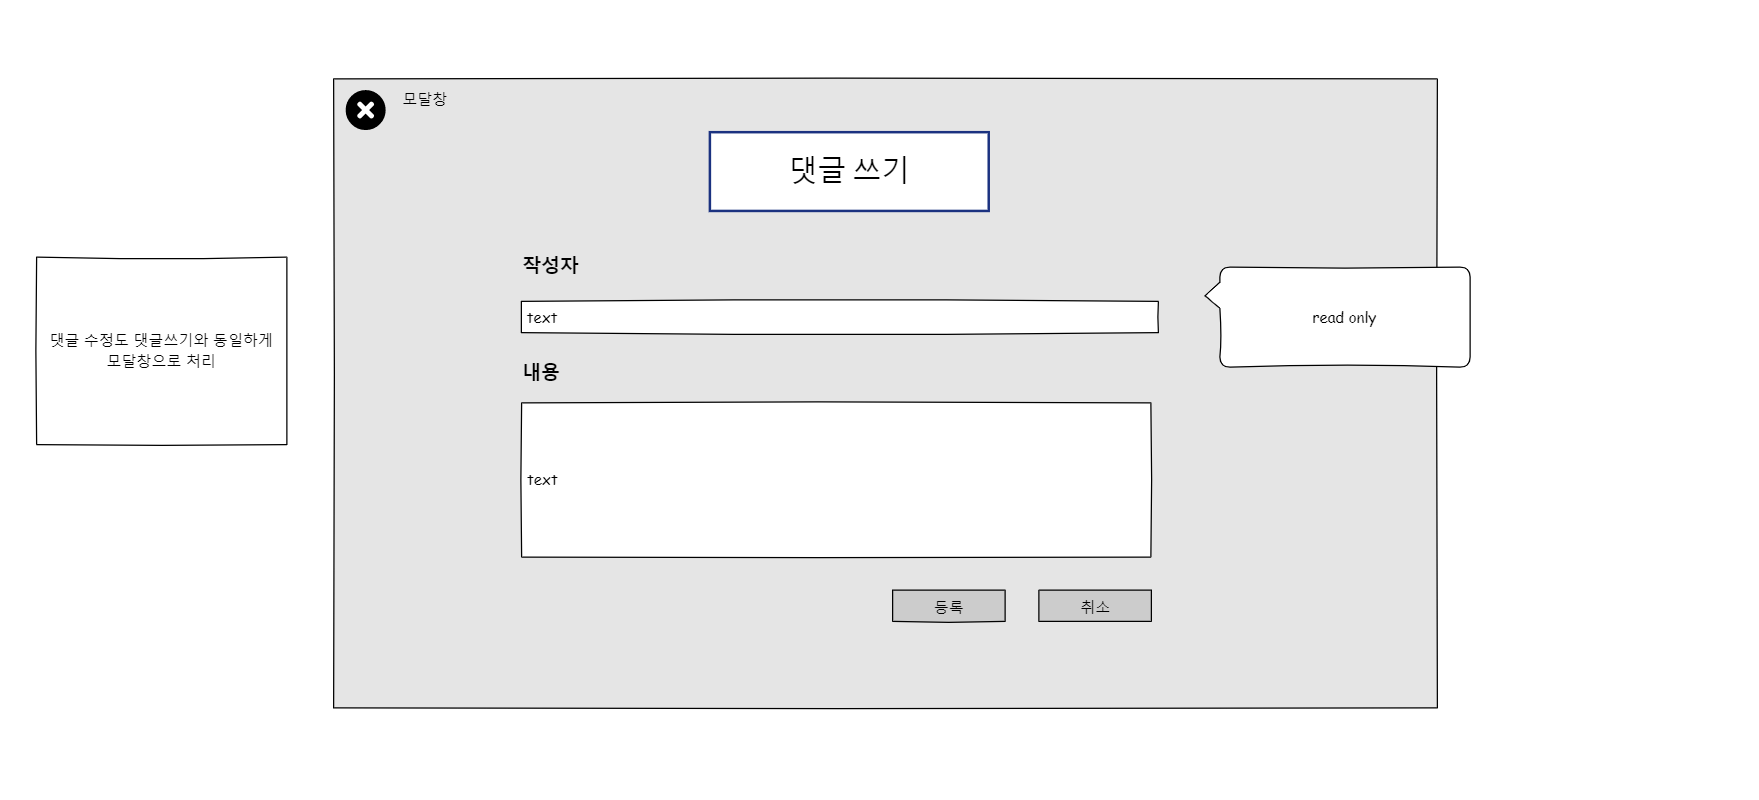 모달창
댓글 쓰기
작성자
text
read only
댓글 수정도 댓글쓰기와 동일하게
모달창으로 처리
내용
text
등록
취소